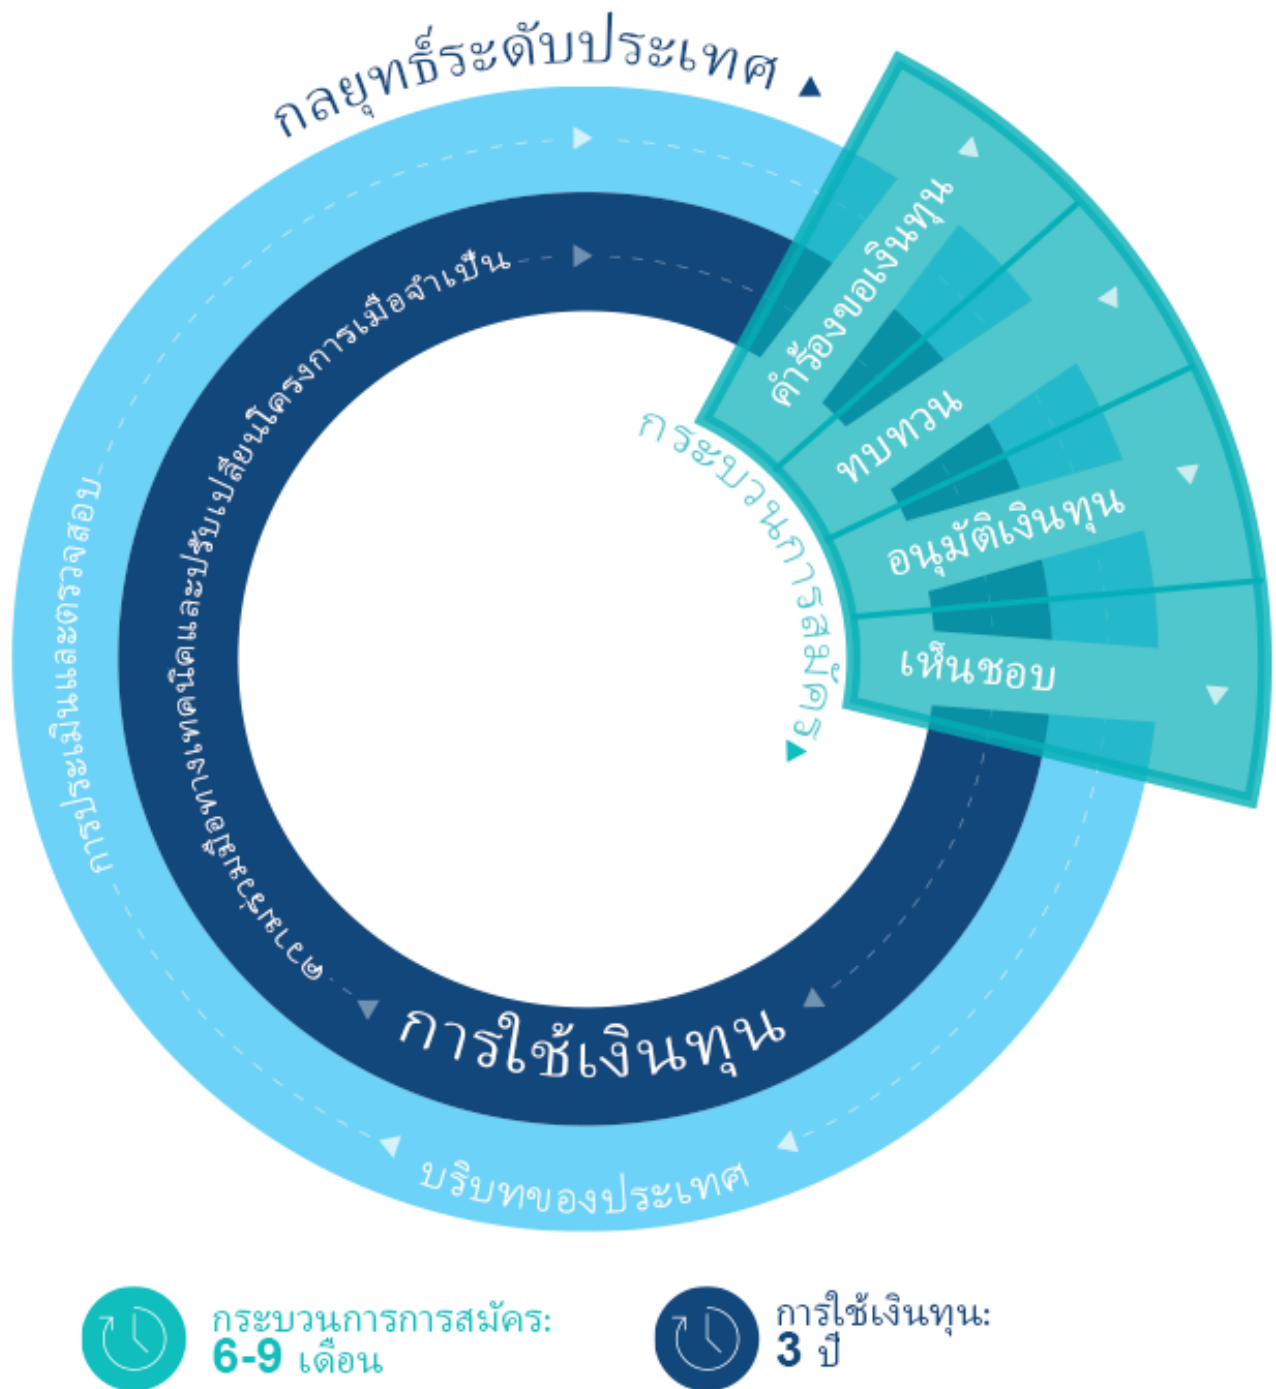 กลยุทธ์ระดับประเทศ
คำร้องขอเงินทุน
ทบทวน
อนุมัติเงินทุน
เห็นชอบ
กระบวนการสมัคร
ความร่วมมือทางเทคนิคและปรับเปลี่ยนโครงการเมื่อจำเป็น
การประเมินและตรวจสอบ
การใช้เงินทุน
บริบทของประเทศ
กระบวนการการสมัคร:
6-9 เดือน
การใช้เงินทุน:
3 ปี